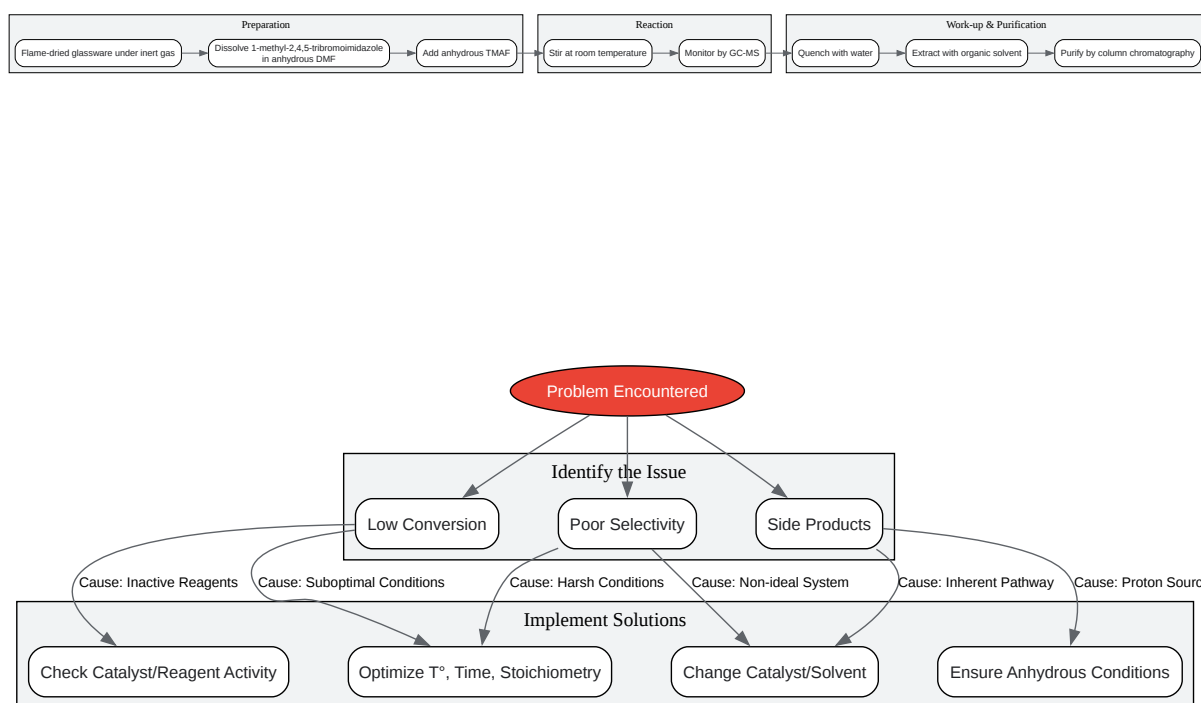 Preparation
Reaction
Work-up & Purification
Flame-dried glassware under inert gas
Dissolve 1-methyl-2,4,5-tribromoimidazole
in anhydrous DMF
Add anhydrous TMAF
Stir at room temperature
Monitor by GC-MS
Quench with water
Extract with organic solvent
Purify by column chromatography
Problem Encountered
Identify the Issue
Low Conversion
Poor Selectivity
Side Products
Cause: Inactive Reagents
Cause: Suboptimal Conditions
Cause: Harsh Conditions
Cause: Non-ideal System
Cause: Inherent Pathway
Cause: Proton Sourc
Implement Solutions
Check Catalyst/Reagent Activity
Optimize T°, Time, Stoichiometry
Change Catalyst/Solvent
Ensure Anhydrous Conditions